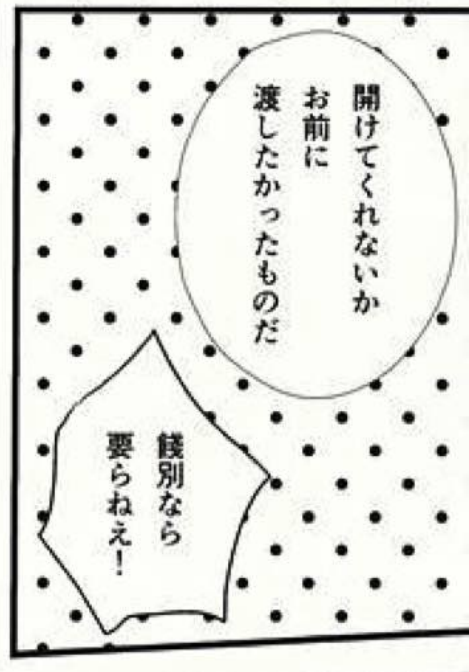 開けてくれないか
お前に
渡したかったものだ
餞別なら
要らねえ！